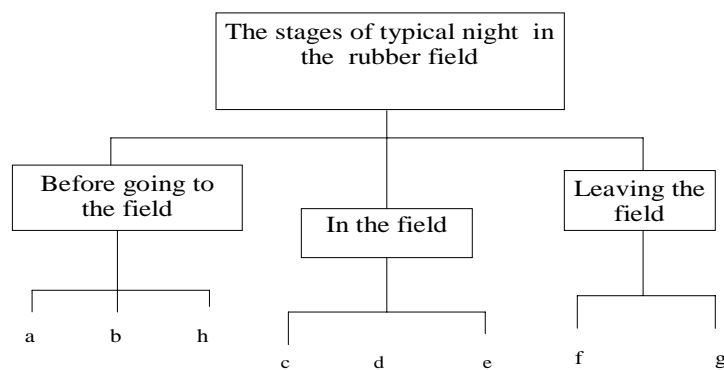 The stages of typical night in
the rubber field
Before going to
the field
In the field
Leaving the
field
a b h
c d e
f g